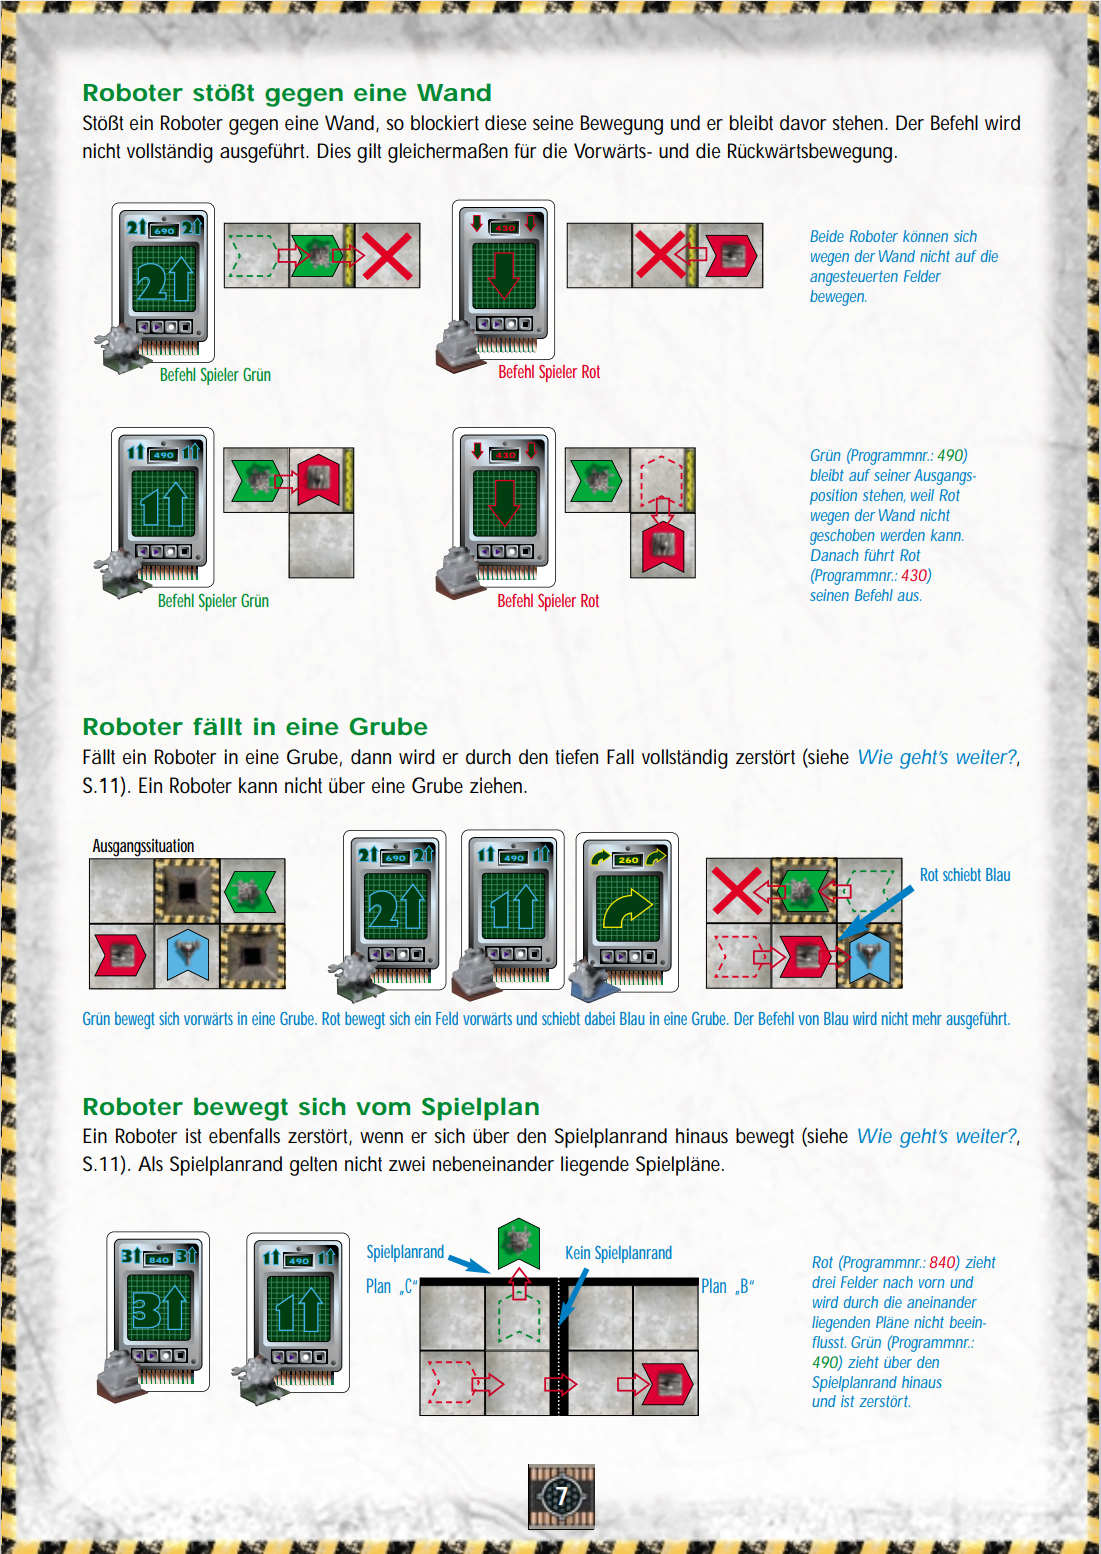 Roboter stößt gegen eine Wand
Stößt ein Roboter gegen eine Wand, so blockiert diese seine Bewegung und er bleibt davor stehen. Der Befehl wird
nicht vollständig ausgeführt. Dies gilt gleichermaßen für die Vorwärts- und die Rückwärtsbewegung.
2 690 2
2
Befehl Spieler Grün
430
Befehl Spieler Rot
Beide Roboter können sich
wegen der Wand nicht auf die
angesteuerten Felder
bewegen.
1 490 1
1
Befehl Spieler Grün
430
Befehl Spieler Rot
Grün (Programmnr.: 490)
bleibt auf seiner Ausgangs-
position stehen, weil Rot
wegen der Wand nicht
geschoben werden kann.
Danach führt Rot
(Programmnr.: 430)
seinen Befehl aus.
Roboter fällt in eine Grube
Fällt ein Roboter in eine Grube, dann wird er durch den tiefen Fall vollständig zerstört (siehe Wie geht's weiter?,
S.11). Ein Roboter kann nicht über eine Grube ziehen.
Ausgangssituation
2 690 2
2
1 490 1
1
260
Rot schiebt Blau
Grün bewegt sich vorwärts in eine Grube. Rot bewegt sich ein Feld vorwärts und schiebt dabei Blau in eine Grube. Der Befehl von Blau wird nicht mehr ausgeführt.
Roboter bewegt sich vom Spielplan
Ein Roboter ist ebenfalls zerstört, wenn er sich über den Spielplanrand hinaus bewegt (siehe Wie geht's weiter?,
S.11). Als Spielplanrand gelten nicht zwei nebeneinander liegende Spielpläne.
3 840 3
3
1 490 1
1
Spielplanrand
Kein Spielplanrand
Plan „C“
Plan „B“
Rot (Programmnr.: 840) zieht
drei Felder nach vorn und
wird durch die aneinander
liegenden Pläne nicht beein-
flusst. Grün (Programmnr.:
490) zieht über den
Spielplanrand hinaus
und ist zerstört.
7